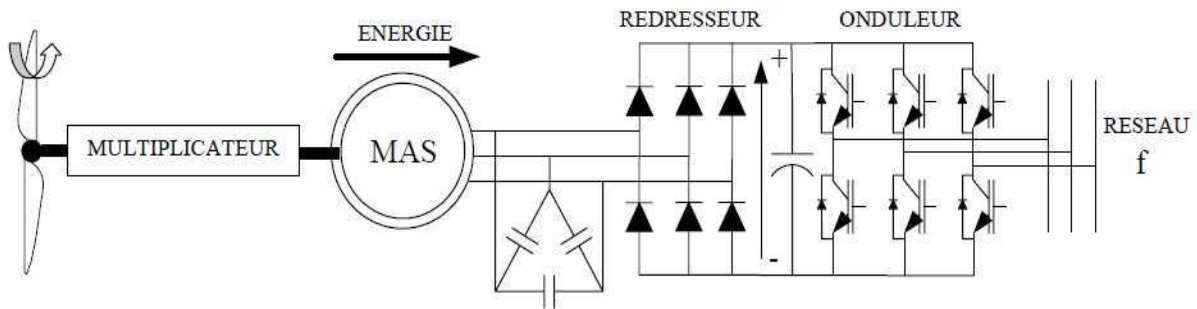 REDRESSEUR
ONDULEUR
ENERGIE
+
MULTIPLICATEUR
MAS
RESEAU
f
-